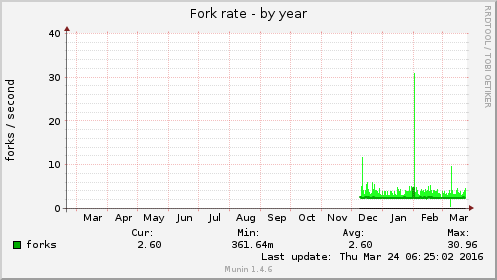 Fork rate - by year
RRDTOOL / TOBI OETIKER
forks / second
40
30
20
10
0
Mar Apr May Jun Jul Aug Sep Oct Nov Dec Jan Feb Mar
Cur: Min: Avg: Max:
forks 2.60 361.64m 2.60 30.96
Last update: Thu Mar 24 06:25:02 2016
Munin 1.4.6